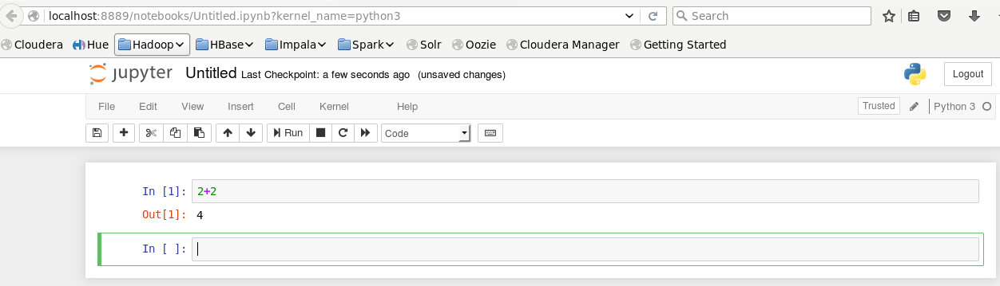 localhost:8889/notebooks/Untitled.ipynb?kernel_name=python3 Search
Cloudera Hue Hadoop HBase Impala Spark Solr Oozie Cloudera Manager Getting Started
jupyter Untitled Last Checkpoint: a few seconds ago (unsaved changes) Logout
File Edit View Insert Cell Kernel Help Trusted Python 3
Run Code
In [1]: 2+2
Out[1]: 4
In [ ]: